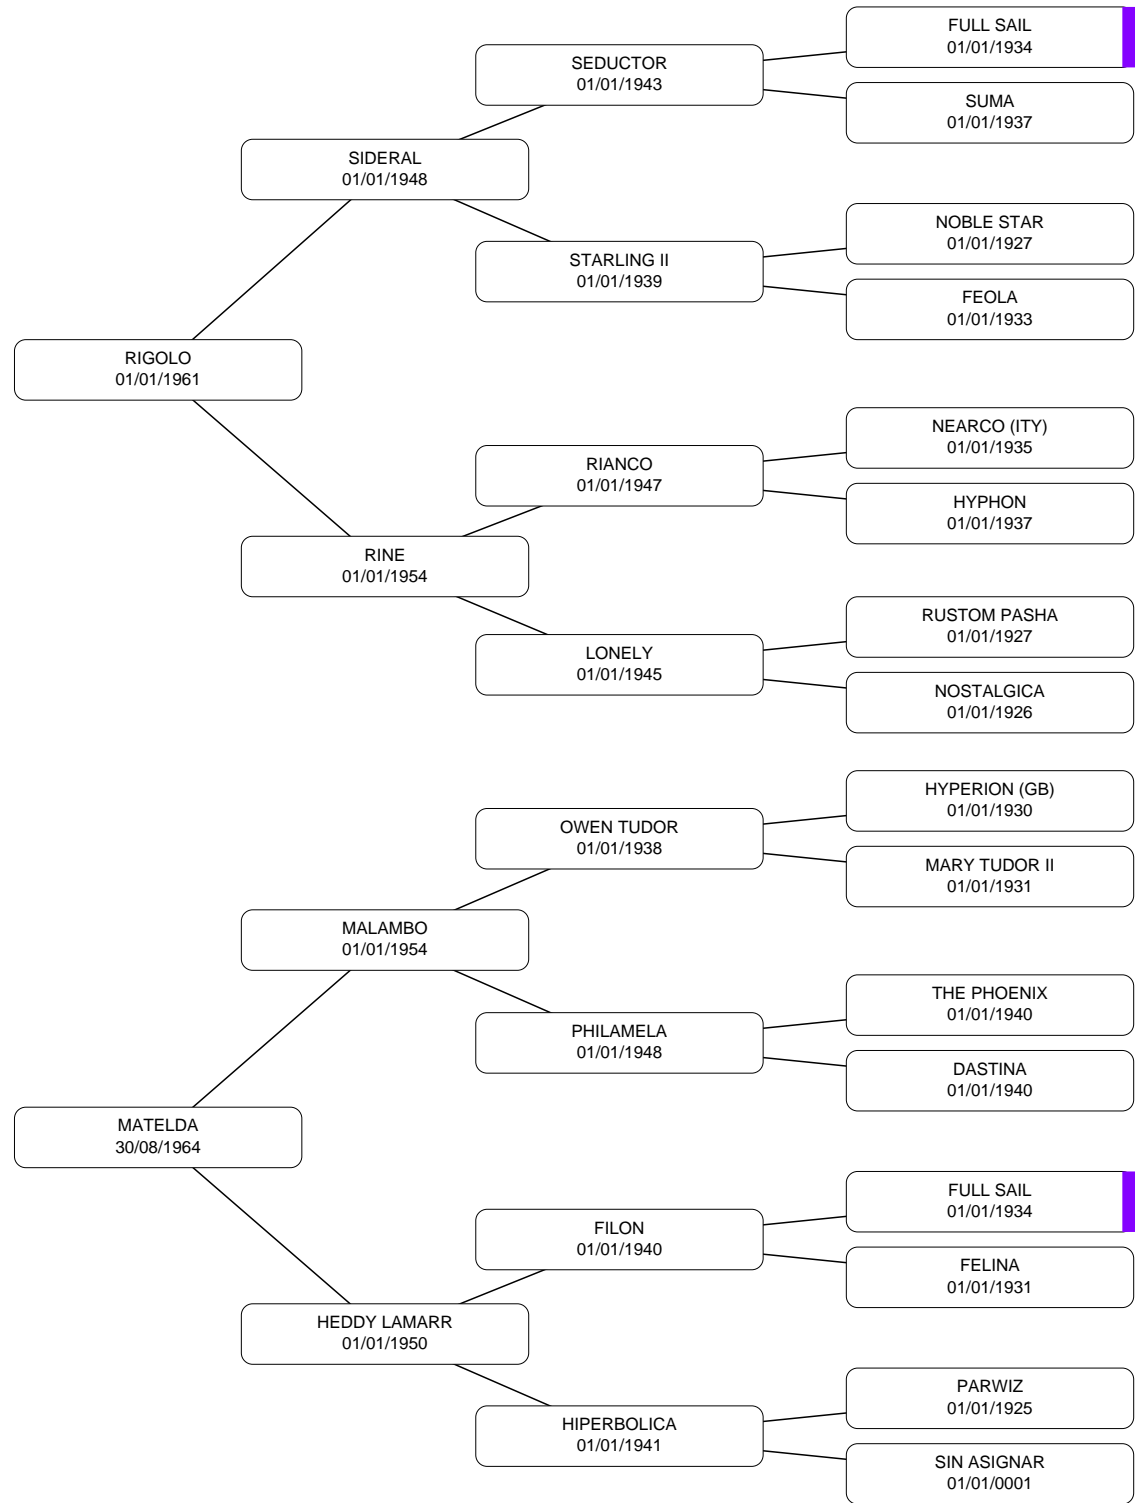 FULL SAIL
01/01/1934
SEDUCTOR
01/01/1943
SUMA
01/01/1937
SIDERAL
01/01/1948
NOBLE STAR
01/01/1927
STARLING II
01/01/1939
FEOLA
01/01/1933
RIGOLO
01/01/1961
NEARCO (ITY)
01/01/1935
RIANCO
01/01/1947
HYPHON
01/01/1937
RINE
01/01/1954
RUSTOM PASHA
01/01/1927
LONELY
01/01/1945
NOSTALGICA
01/01/1926
HYPERION (GB)
01/01/1930
OWEN TUDOR
01/01/1938
MARY TUDOR II
01/01/1931
MALAMBO
01/01/1954
THE PHOENIX
01/01/1940
PHILAMELA
01/01/1948
DASTINA
01/01/1940
MATELDA
30/08/1964
FULL SAIL
01/01/1934
FILON
01/01/1940
FELINA
01/01/1931
HEDDY LAMARR
01/01/1950
PARWIZ
01/01/1925
HIPERBOLICA
01/01/1941
SIN ASIGNAR
01/01/0001